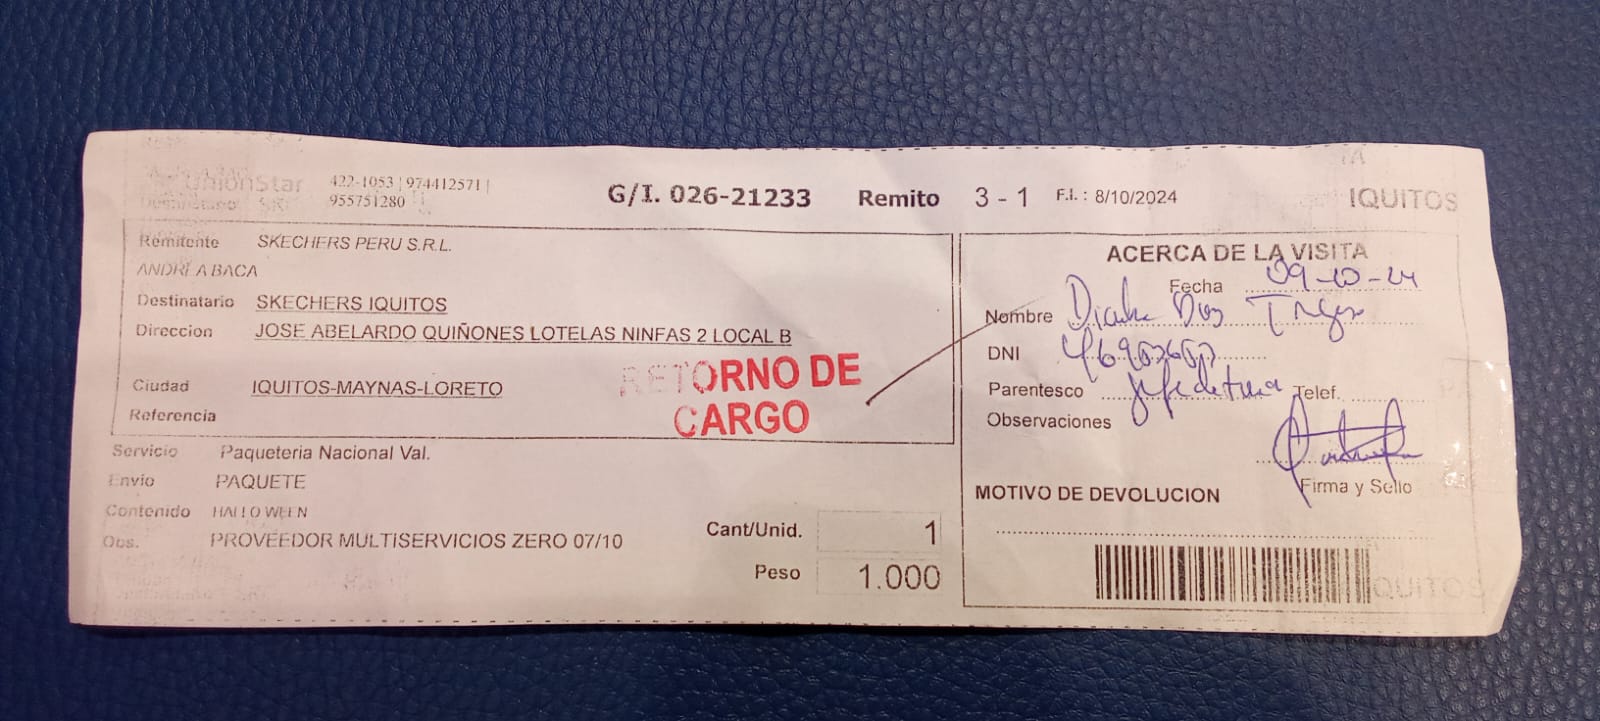 UnionStar 422-1053 | 974412571 |
955751280
G/I. 026-21233 Remito 3 - 1 F.I. : 8/10/2024 IQUITOS
Remitente SKECHERS PERU S.R.L.
ANDREA BACA
Destinatario SKECHERS IQUITOS
Direccion JOSE ABELARDO QUIÑONES LOTELAS NINFAS 2 LOCAL B
Ciudad IQUITOS-MAYNAS-LORETO
Referencia
RETORNO DE
CARGO
Servicio Paqueteria Nacional Val.
Envio PAQUETE
Contenido HALLOWEEN
Obs. PROVEEDOR MULTISERVICIOS ZERO 07/10
Cant/Unid. 1
Peso 1.000
ACERCA DE LA VISITA
Fecha 09-10-24
Nombre
DNI
Parentesco Telef.
Observaciones
Firma y Sello
MOTIVO DE DEVOLUCION
IQUITOS